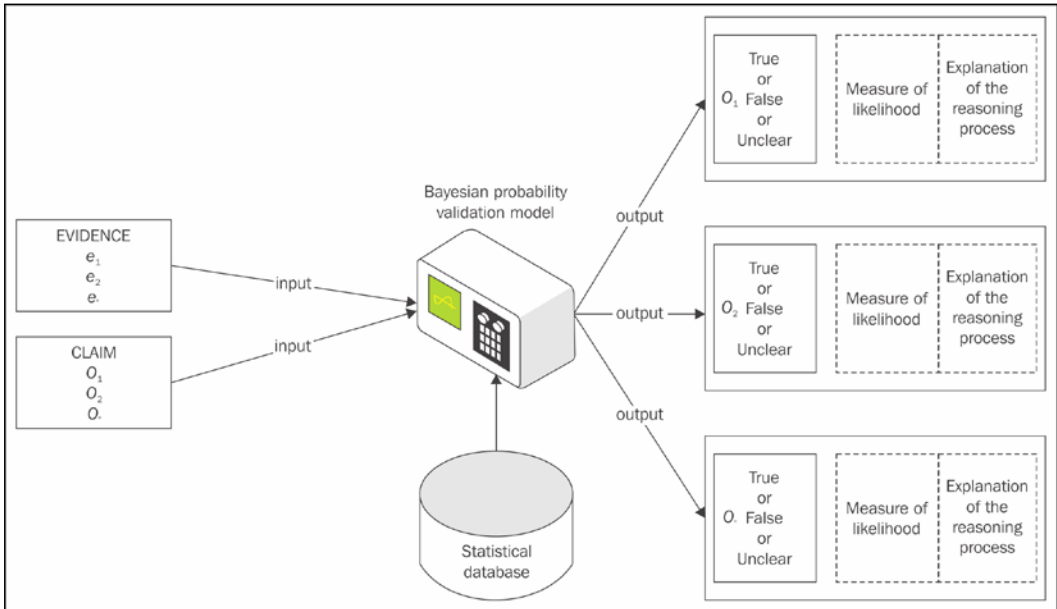 EVIDENCE
e₁
e₂
e.
CLAIM
O₁
O₂
O.
input
input
Bayesian probability
validation model
Statistical
database
output
output
output
True
or
O₁ False
or
Unclear
Measure of
likelihood
Explanation
of the
reasoning
process
True
or
O₂ False
or
Unclear
Measure of
likelihood
Explanation
of the
reasoning
process
True
or
O. False
or
Unclear
Measure of
likelihood
Explanation
of the
reasoning
process